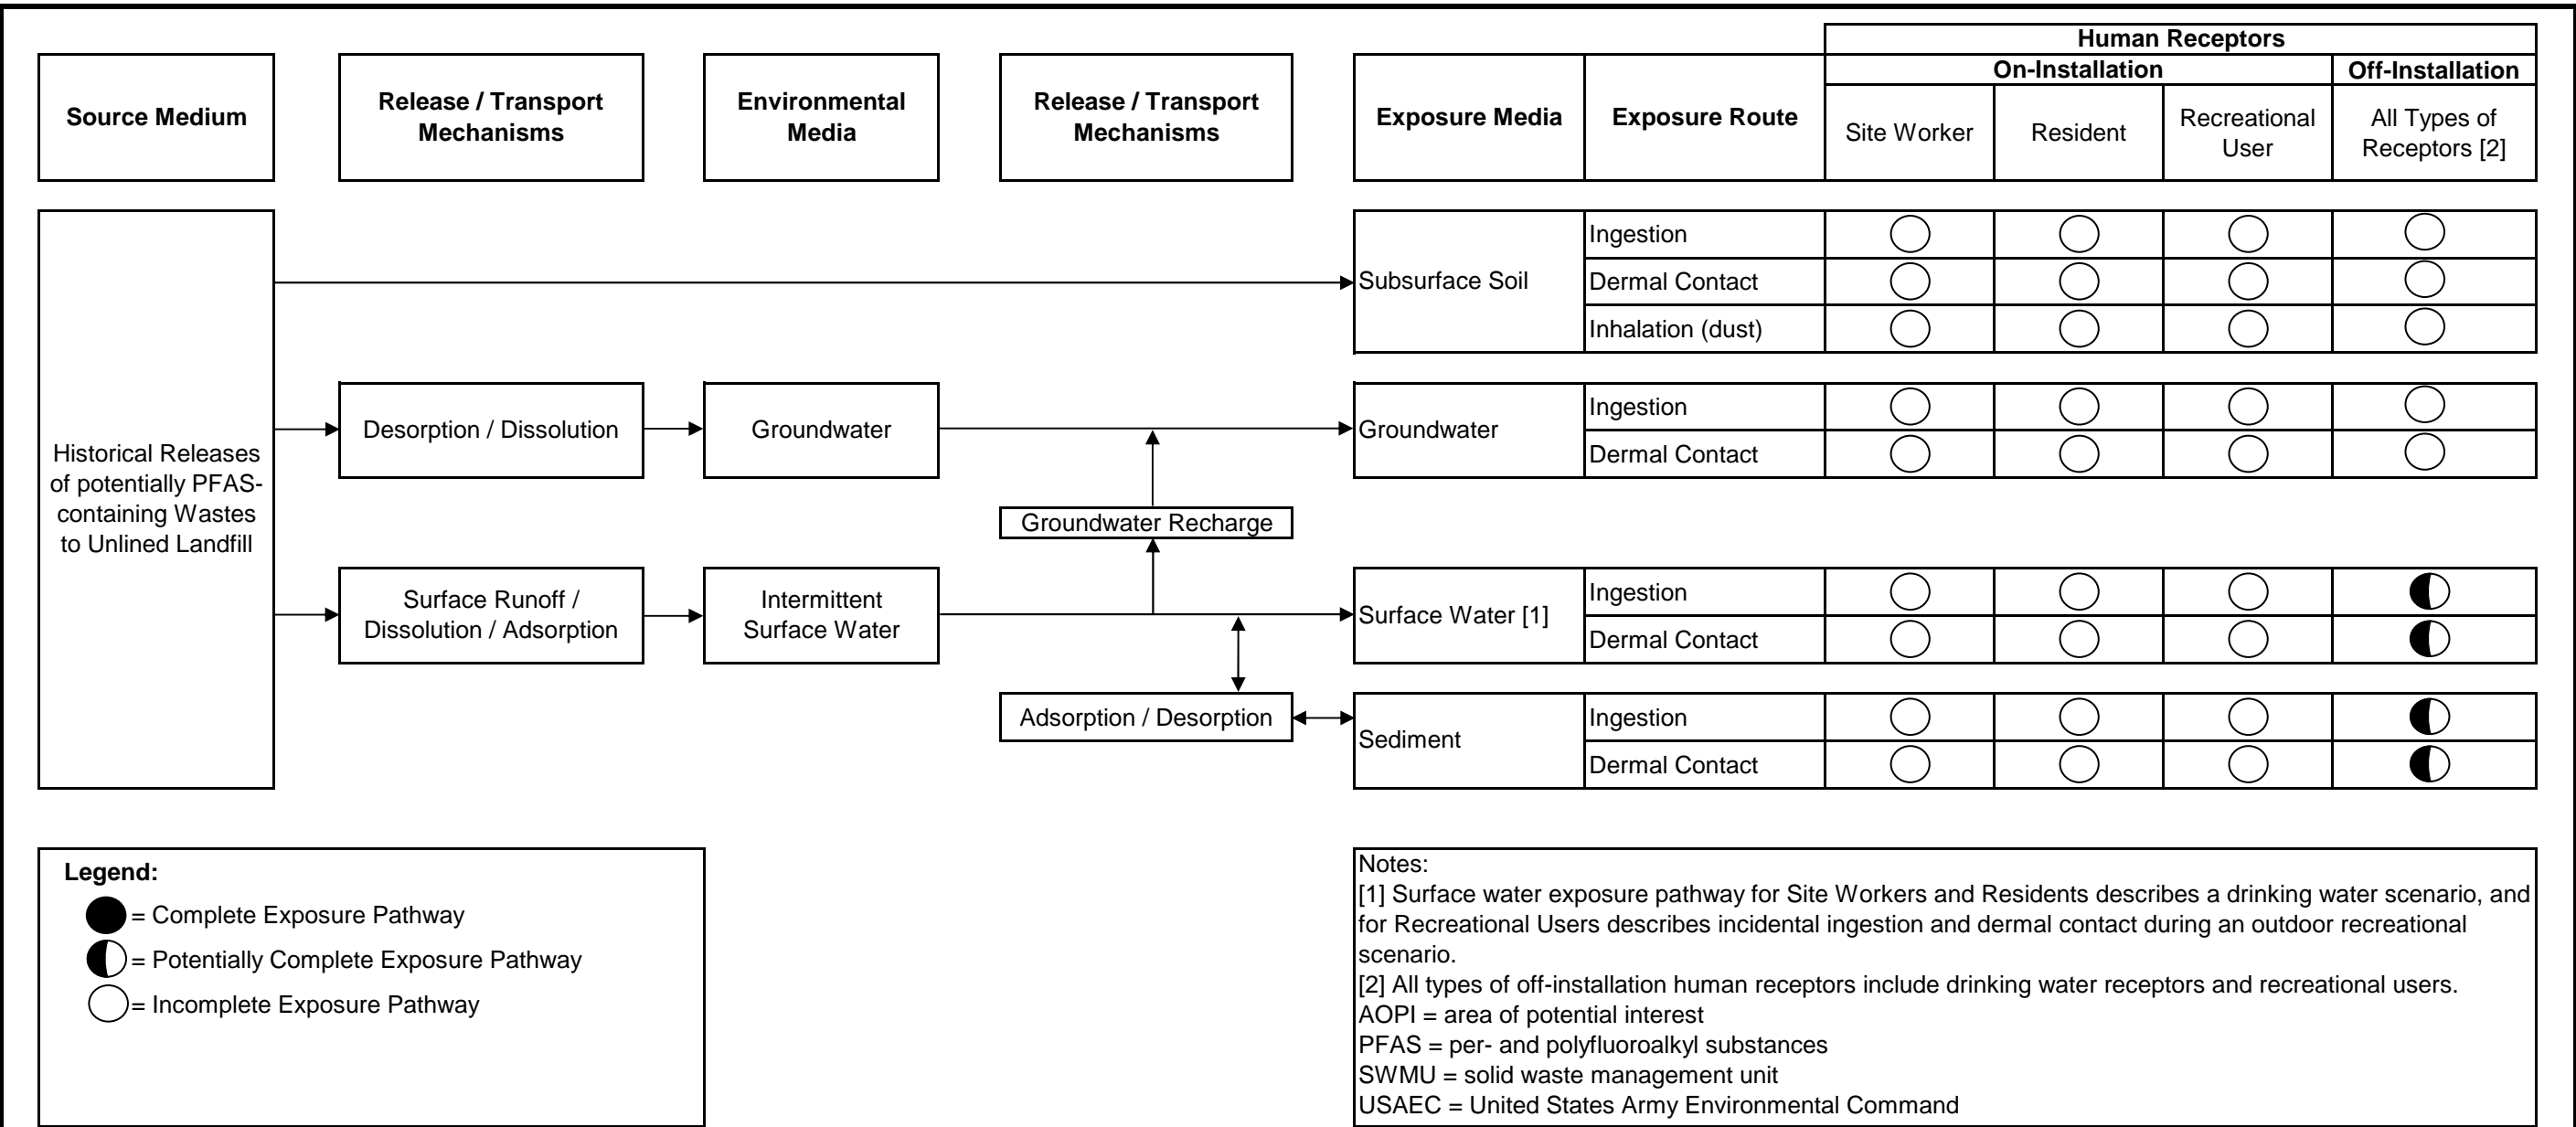 Human Receptors
On-Installation
Off-Installation
Source Medium
Release / Transport
Mechanisms
Environmental
Media
Release / Transport
Mechanisms
Exposure Media
Exposure Route
Site Worker
Resident
Recreational
User
All Types of
Receptors [2]
Historical Releases
of potentially PFAS-
containing Wastes
to Unlined Landfill
Subsurface Soil
Ingestion
Dermal Contact
Inhalation (dust)
Desorption / Dissolution
Groundwater
Groundwater
Ingestion
Dermal Contact
Groundwater Recharge
Surface Runoff /
Dissolution / Adsorption
Intermittent
Surface Water
Surface Water [1]
Ingestion
Dermal Contact
Adsorption / Desorption
Sediment
Ingestion
Dermal Contact
Legend:
= Complete Exposure Pathway
= Potentially Complete Exposure Pathway
= Incomplete Exposure Pathway
Notes:
[1] Surface water exposure pathway for Site Workers and Residents describes a drinking water scenario, and
for Recreational Users describes incidental ingestion and dermal contact during an outdoor recreational
scenario.
[2] All types of off-installation human receptors include drinking water receptors and recreational users.
AOPI = area of potential interest
PFAS = per- and polyfluoroalkyl substances
SWMU = solid waste management unit
USAEC = United States Army Environmental Command